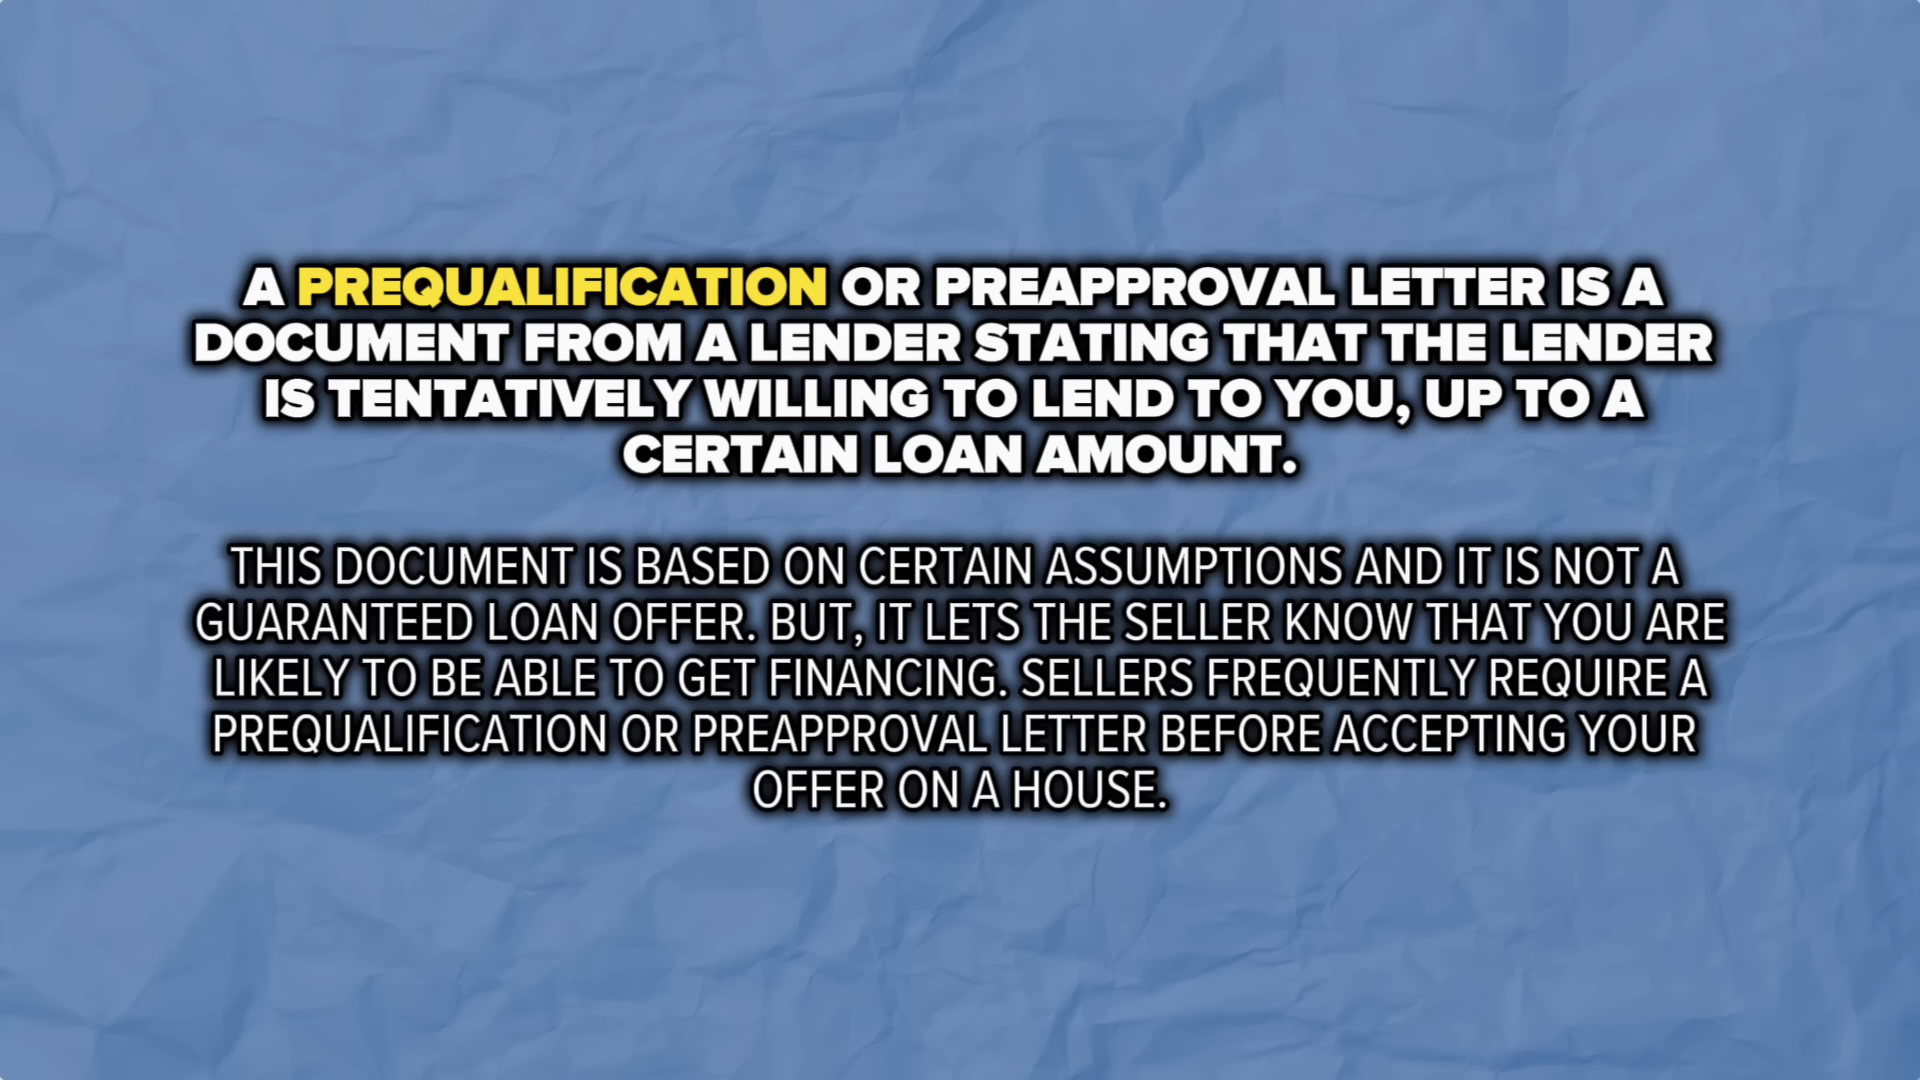 A PREQUALIFICATION OR PREAPPROVAL LETTER IS A
DOCUMENT FROM A LENDER STATING THAT THE LENDER
IS TENTATIVELY WILLING TO LEND TO YOU, UP TO A
CERTAIN LOAN AMOUNT.
THIS DOCUMENT IS BASED ON CERTAIN ASSUMPTIONS AND IT IS NOT A
GUARANTEED LOAN OFFER. BUT, IT LETS THE SELLER KNOW THAT YOU ARE
LIKELY TO BE ABLE TO GET FINANCING. SELLERS FREQUENTLY REQUIRE A
PREQUALIFICATION OR PREAPPROVAL LETTER BEFORE ACCEPTING YOUR
OFFER ON A HOUSE.